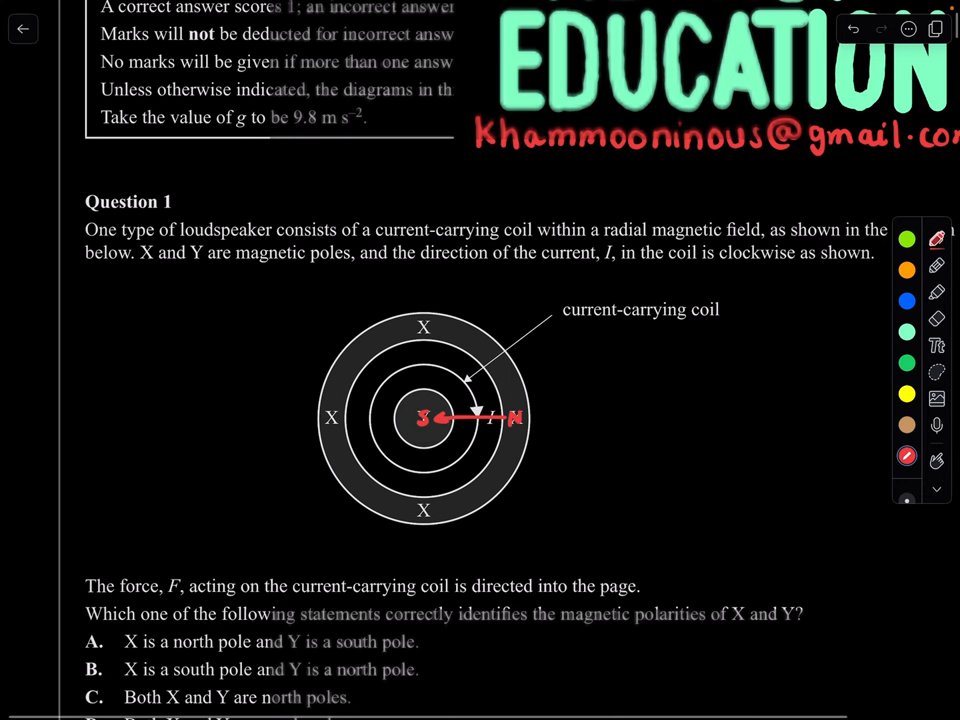 A correct answer scores 1; an incorrect answer
Marks will not be deducted for incorrect answ
No marks will be given if more than one answ
Unless otherwise indicated, the diagrams in th
Take the value of g to be 9.8 m s⁻².
EDUCATION
khammooninous@gmail.co
Question 1
One type of loudspeaker consists of a current-carrying coil within a radial magnetic field, as shown in the
below. X and Y are magnetic poles, and the direction of the current, I, in the coil is clockwise as shown.
current-carrying coil
X
X
S
I
N
X
Tt
The force, F, acting on the current-carrying coil is directed into the page.
Which one of the following statements correctly identifies the magnetic polarities of X and Y?
A. X is a north pole and Y is a south pole.
B. X is a south pole and Y is a north pole.
C. Both X and Y are north poles.